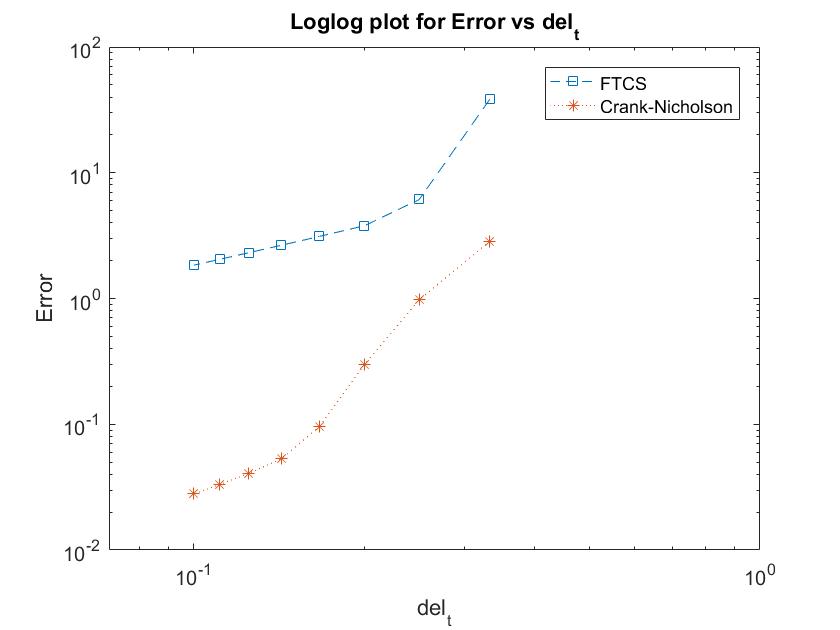 Loglog plot for Error vs del_t
10^2
FTCS
Crank-Nicholson
10^1
10^0
Error
10^-1
10^-2
10^-1
10^0
del_t